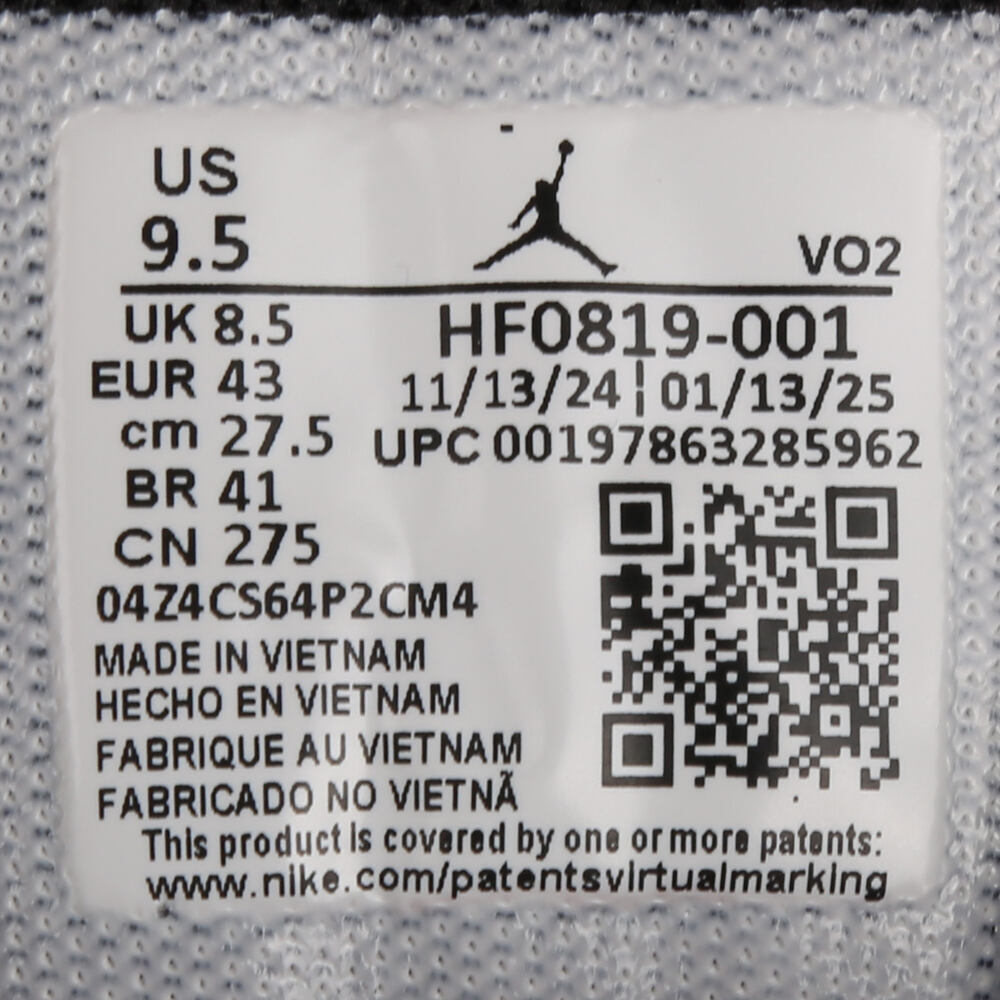 US
9.5
VO2
UK 8.5
HF0819-001
EUR 43
11/13/24 | 01/13/25
cm 27.5
UPC 00197863285962
BR 41
CN 275
04Z4CS64P2CM4
MADE IN VIETNAM
HECHO EN VIETNAM
FABRIQUE AU VIETNAM
FABRICADO NO VIETNÃ
This product is covered by one or more patents:
www.nike.com/patentsvirtualmarking